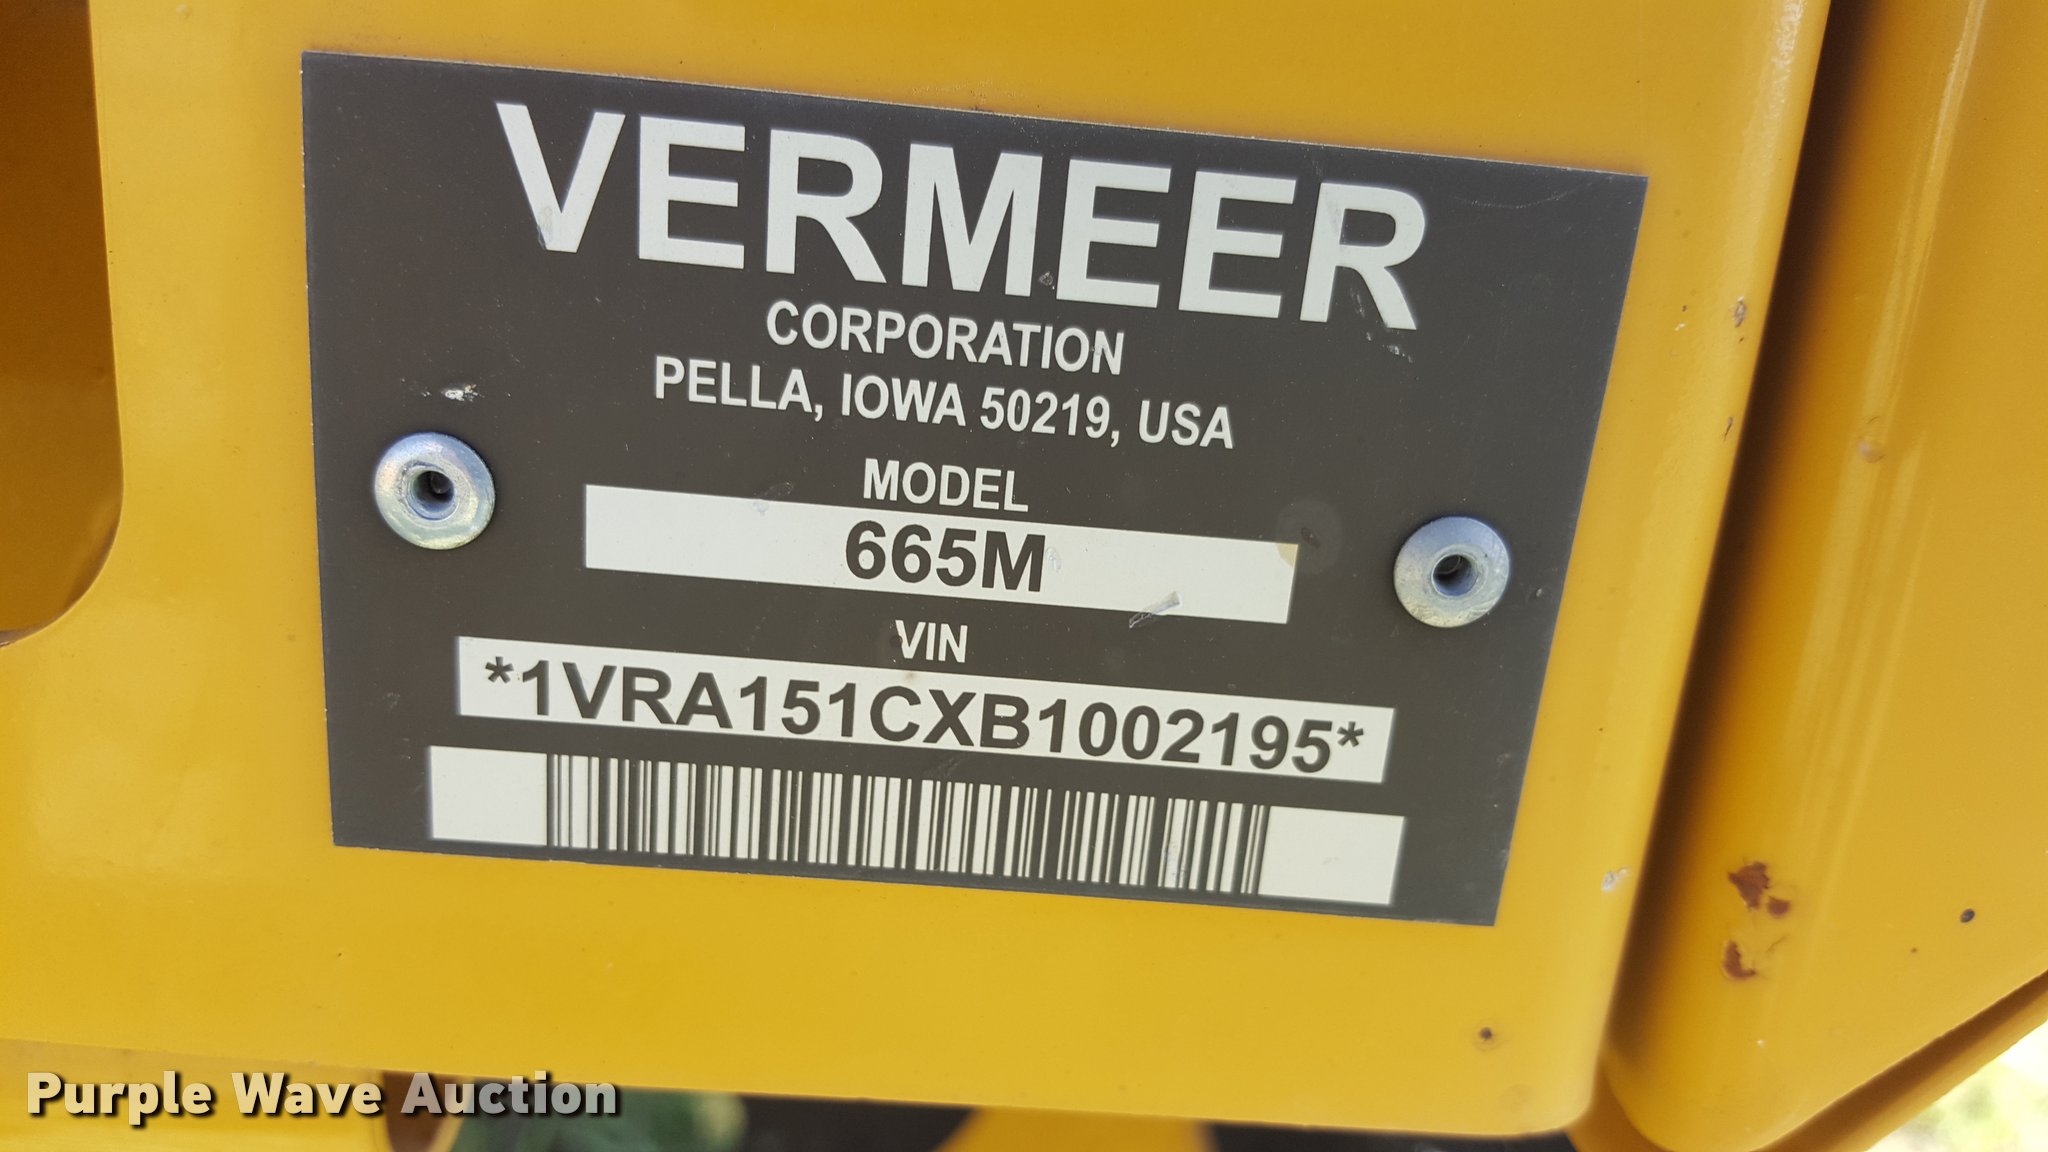 VERMEER
CORPORATION
PELLA, IOWA 50219, USA
MODEL
665M
VIN
*1VRA151CXB1002195*
Purple Wave Auction